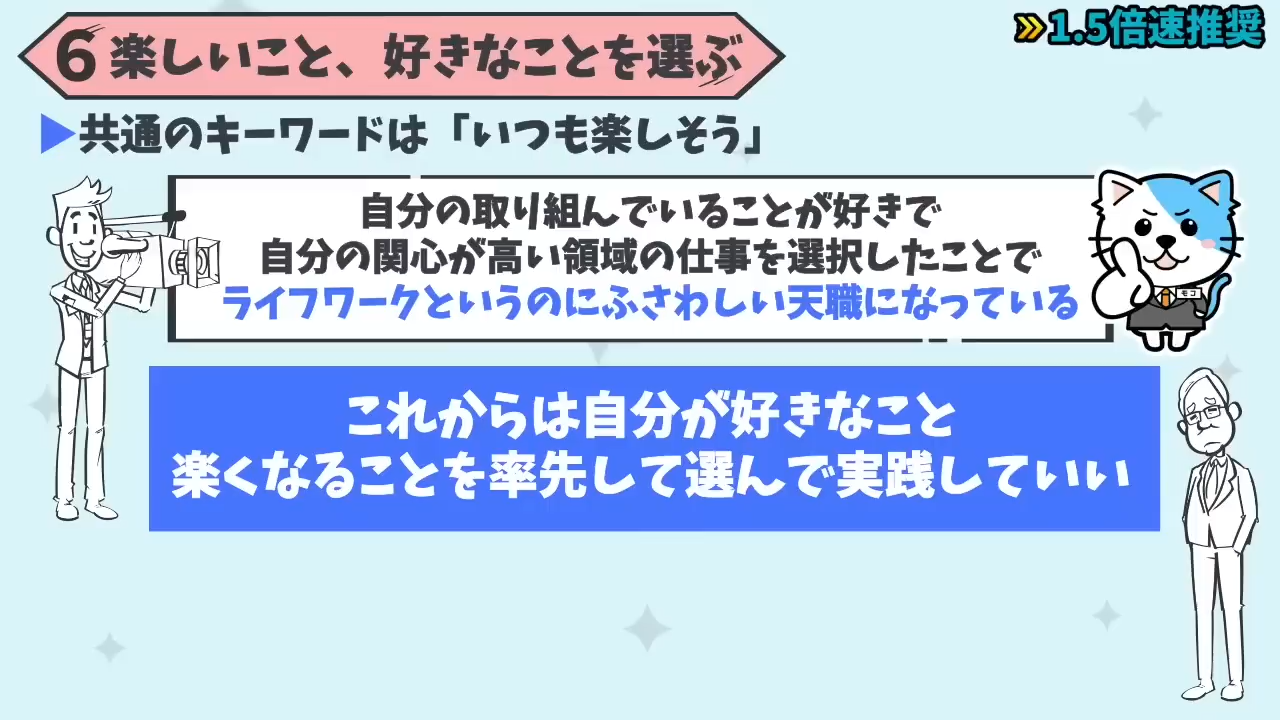 1.5倍速推奨
6 楽しいこと、好きなことを選ぶ
▶共通のキーワードは「いつも楽しそう」
自分の取り組んでいることが好きで
自分の関心が高い領域の仕事を選択したことで
ライフワークというのにふさわしい天職になっている
モコ
これからは自分が好きなこと
楽くなることを率先して選んで実践していい